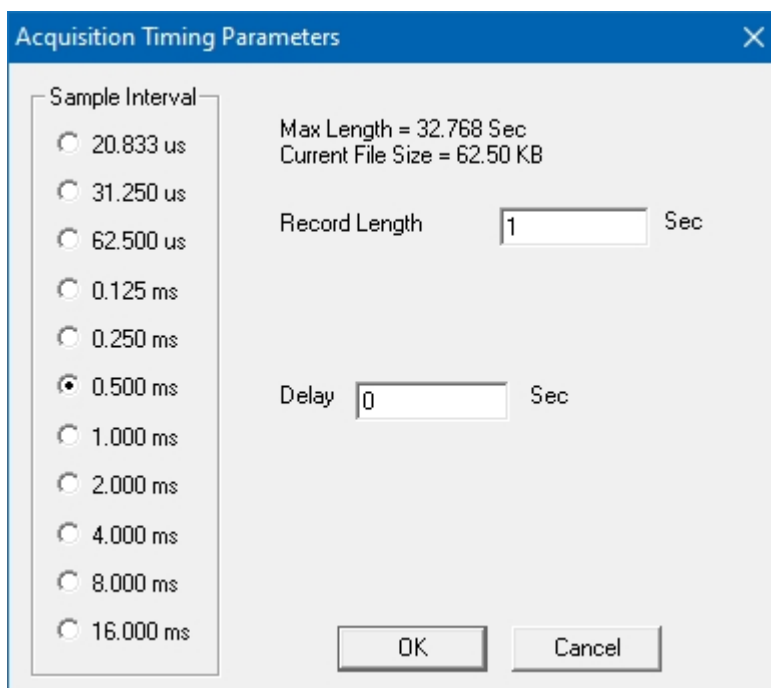 Acquisition Timing Parameters
Sample Interval
20.833 us
31.250 us
62.500 us
0.125 ms
0.250 ms
0.500 ms
1.000 ms
2.000 ms
4.000 ms
8.000 ms
16.000 ms
Max Length = 32.768 Sec
Current File Size = 62.50 KB
Record Length 1 Sec
Delay 0 Sec
OK Cancel